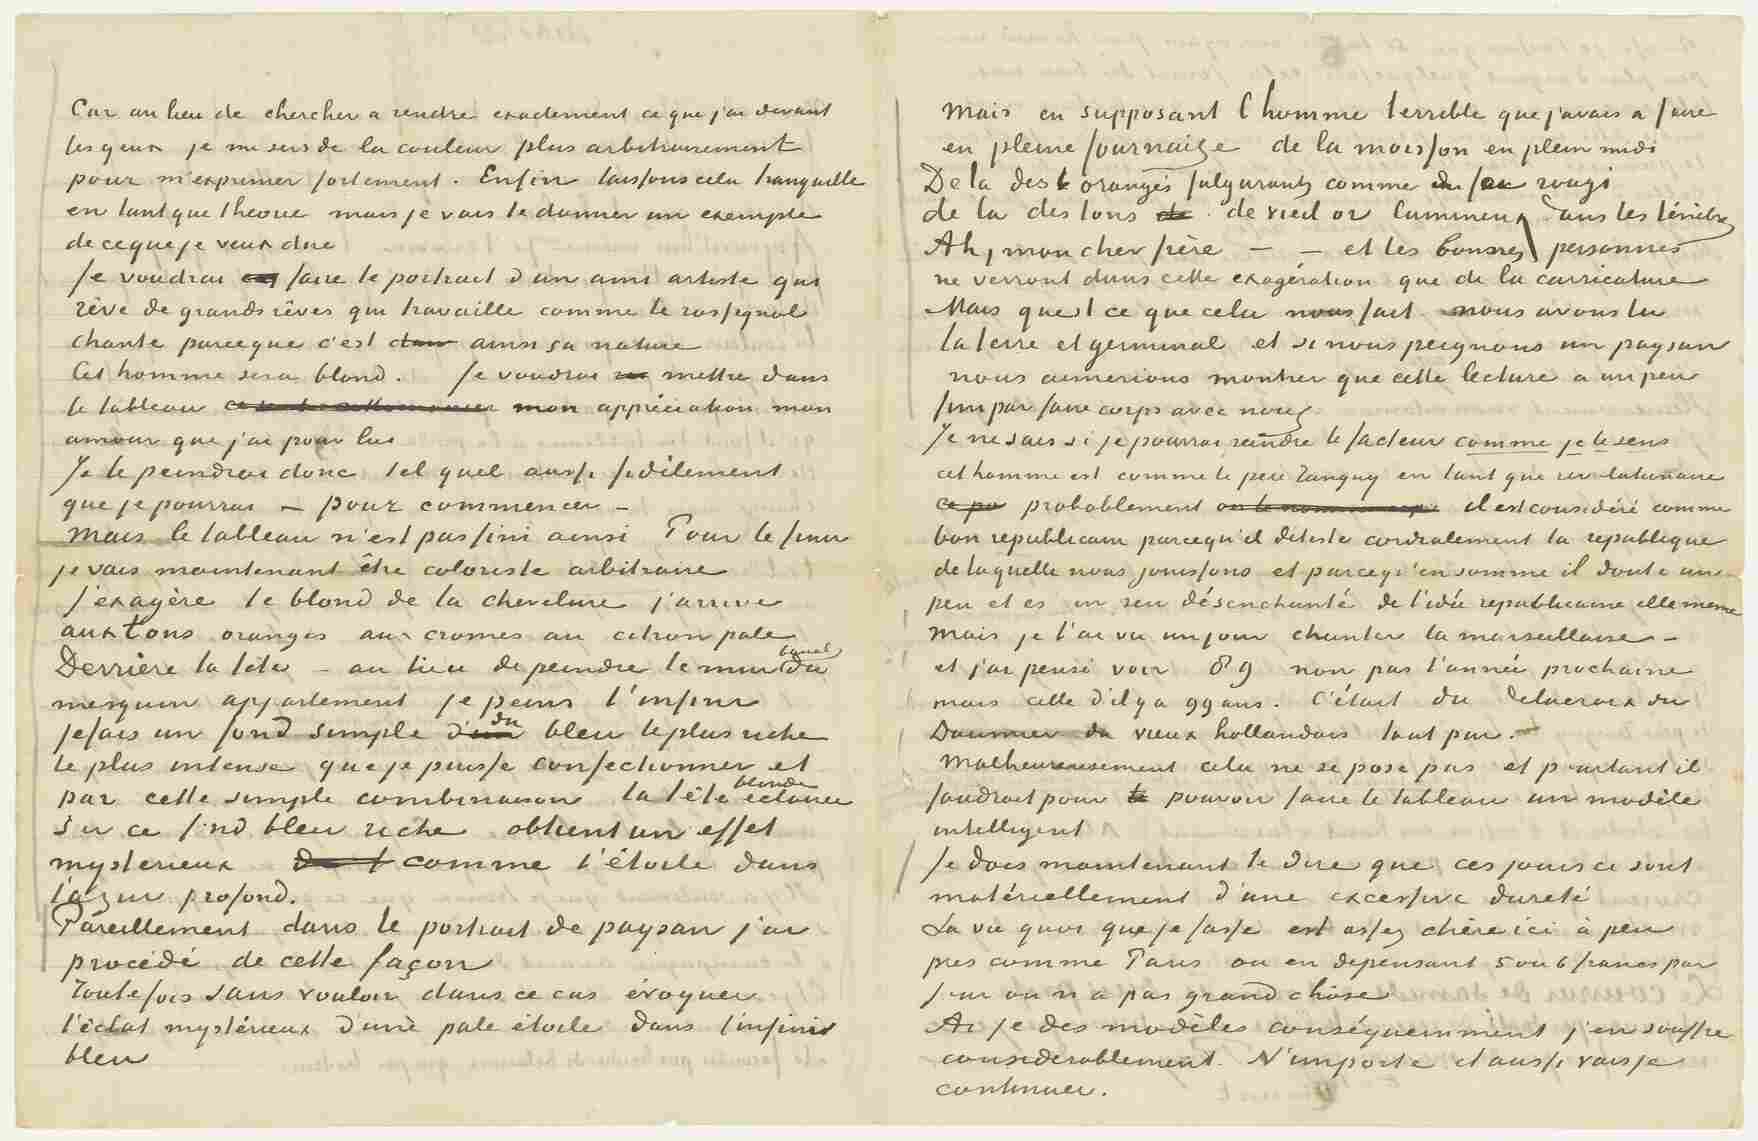 Car au lieu de chercher a rendre exactement ce que j'ai devant
les yeux je me sers de la couleur plus arbitrairement
pour m'exprimer fortement. Enfin laissons cela tranquille
en tant que theorie mais je vais te donner un exemple
de ce que je veux dire
Je voudrai faire le portrait d'un ami artiste qui
rêve de grands rêves qui travaille comme le rossignol
chante parceque c'est ainsi sa nature
Cet homme sera blond. Je voudrai mettre dans
le tableau mon appréciation mon
amour que j'ai pour lui
Je le peindrai donc tel quel aussi fidèlement
que je pourrai – pour commencer –
Mais le tableau n'est pas fini ainsi Pour le finir
je vais maintenant être coloriste arbitraire
J'exagère le blond de la chevelure j'arrive
aux tons orangés aux cromes au citron pale
Derrière la tête – au lieu de peindre le mur banal du
mesquin appartement je peins l'infini
je fais un fond simple du bleu le plus riche
le plus intense que je puisse confectionner et
par cette simple combinaison la tête blonde éclairée
sur ce fond bleu riche obtient un effet
mysterieux comme l'étoile dans
l'azur profond.
Pareillement dans le portrait de paysan j'ai
procédé de cette façon
Toutefois sans vouloir dans ce cas évoquer
l'éclat mystérieux d'une pale étoile dans l'infini
bleu
Mais en supposant l'homme terrible que j'avais a faire
en pleine fournaise de la moisson en plein midi
De la des orangés fulgurants comme du fer rougi
de la des tons de vieil or lumineux dans les ténèbres
Ah, mon cher frère – – et les bonnes personnes
ne verront dans cette exagération que de la carricature
Mais quest ce que cela nous fait nous avons lu
la terre et germinal et si nous peignons un paysan
nous aimerions montrer que cette lecture a un peu
fini par faire corps avec nous
Je ne sais si je pourrai peindre le facteur comme je le sens
cet homme est comme le pere Tanguy en tant que revolutionaire
probablement il est considéré comme
bon republicain parcequ'il deteste cordialement la republique
de laquelle nous jouissons et parcequ'en somme il doute un
peu et es un peu désenchanté de l'idée republicaine elle meme
Mais je l'ai vu un jour chanter la marseillaise –
et j'ai pensé voir 89 non pas l'année prochaine
mais celle d'il y a 99 ans. C'était du Delacroix du
Daumier du vieux hollandais tout pur.
Malheureusement cela ne se pose pas et pourtant il
faudrait pour pouvoir faire le tableau un modèle
intelligent
Je dois maintenant te dire que ces jours ci sont
matériellement d'une excessive dureté
La vie quoi que je fasse est assez chère ici à peu
pres comme Paris ou en depensant 5 ou 6 francs par
jour on n'a pas grand chose
Ai je des modèles conséquemment j'en souffre
considerablement. N'importe et aussi vais je
continuer.